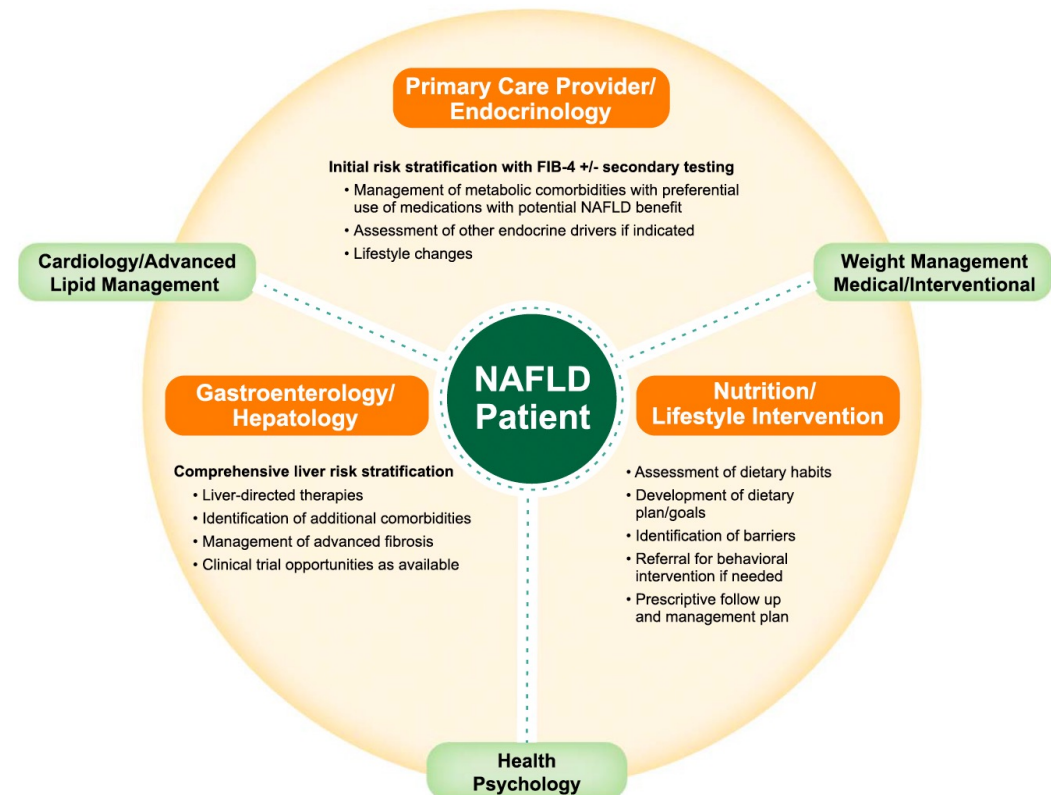 Primary Care Provider/
Endocrinology
Initial risk stratification with FIB-4 +/- secondary testing
• Management of metabolic comorbidities with preferential
use of medications with potential NAFLD benefit
• Assessment of other endocrine drivers if indicated
• Lifestyle changes
Cardiology/Advanced
Lipid Management
Weight Management
Medical/Interventional
NAFLD
Patient
Gastroenterology/
Hepatology
Comprehensive liver risk stratification
• Liver-directed therapies
• Identification of additional comorbidities
• Management of advanced fibrosis
• Clinical trial opportunities as available
Nutrition/
Lifestyle Intervention
• Assessment of dietary habits
• Development of dietary
plan/goals
• Identification of barriers
• Referral for behavioral
intervention if needed
• Prescriptive follow up
and management plan
Health
Psychology